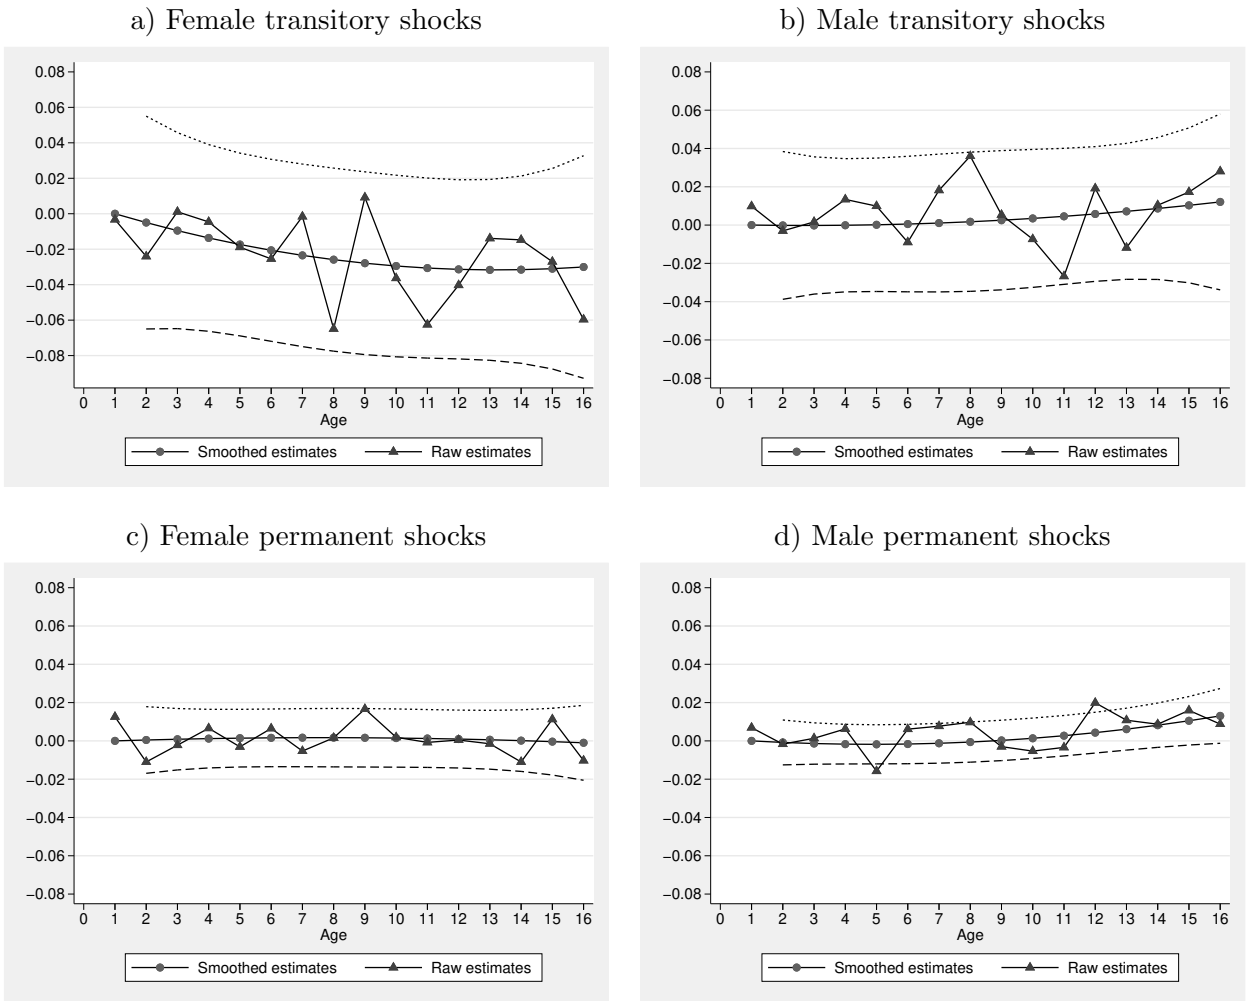 a) Female transitory shocks
0.08
0.06
0.04
0.02
0.00
−0.02
−0.04
−0.06
−0.08
0 1 2 3 4 5 6 7 8 9 10 11 12 13 14 15 16
Age
Smoothed estimates Raw estimates
b) Male transitory shocks
0.08
0.06
0.04
0.02
0.00
−0.02
−0.04
−0.06
−0.08
0 1 2 3 4 5 6 7 8 9 10 11 12 13 14 15 16
Age
Smoothed estimates Raw estimates
c) Female permanent shocks
0.08
0.06
0.04
0.02
0.00
−0.02
−0.04
−0.06
−0.08
0 1 2 3 4 5 6 7 8 9 10 11 12 13 14 15 16
Age
Smoothed estimates Raw estimates
d) Male permanent shocks
0.08
0.06
0.04
0.02
0.00
−0.02
−0.04
−0.06
−0.08
0 1 2 3 4 5 6 7 8 9 10 11 12 13 14 15 16
Age
Smoothed estimates Raw estimates